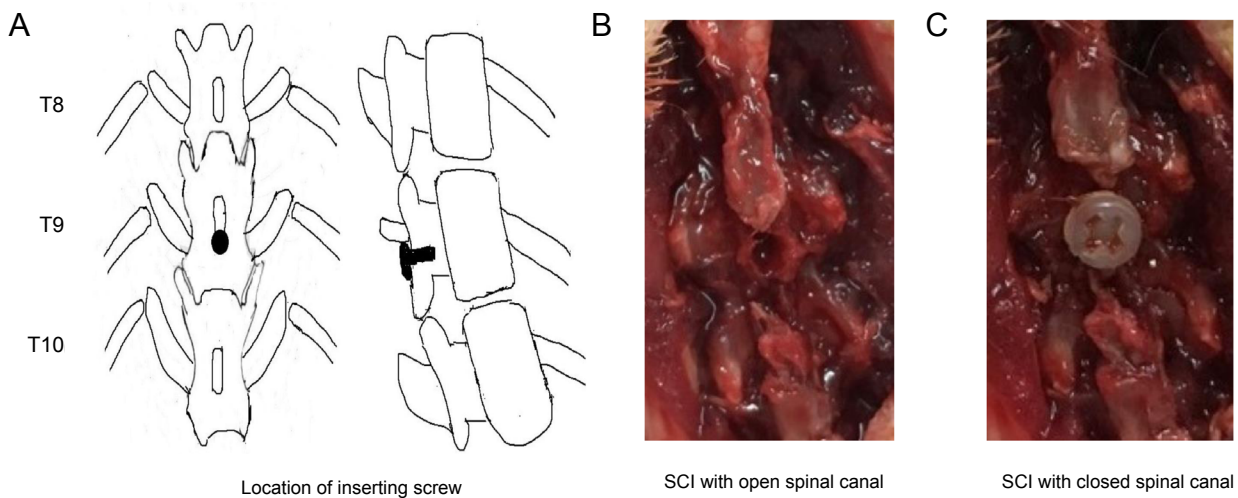 A
B
C
T8
T9
T10
Location of inserting screw
SCI with open spinal canal
SCI with closed spinal canal